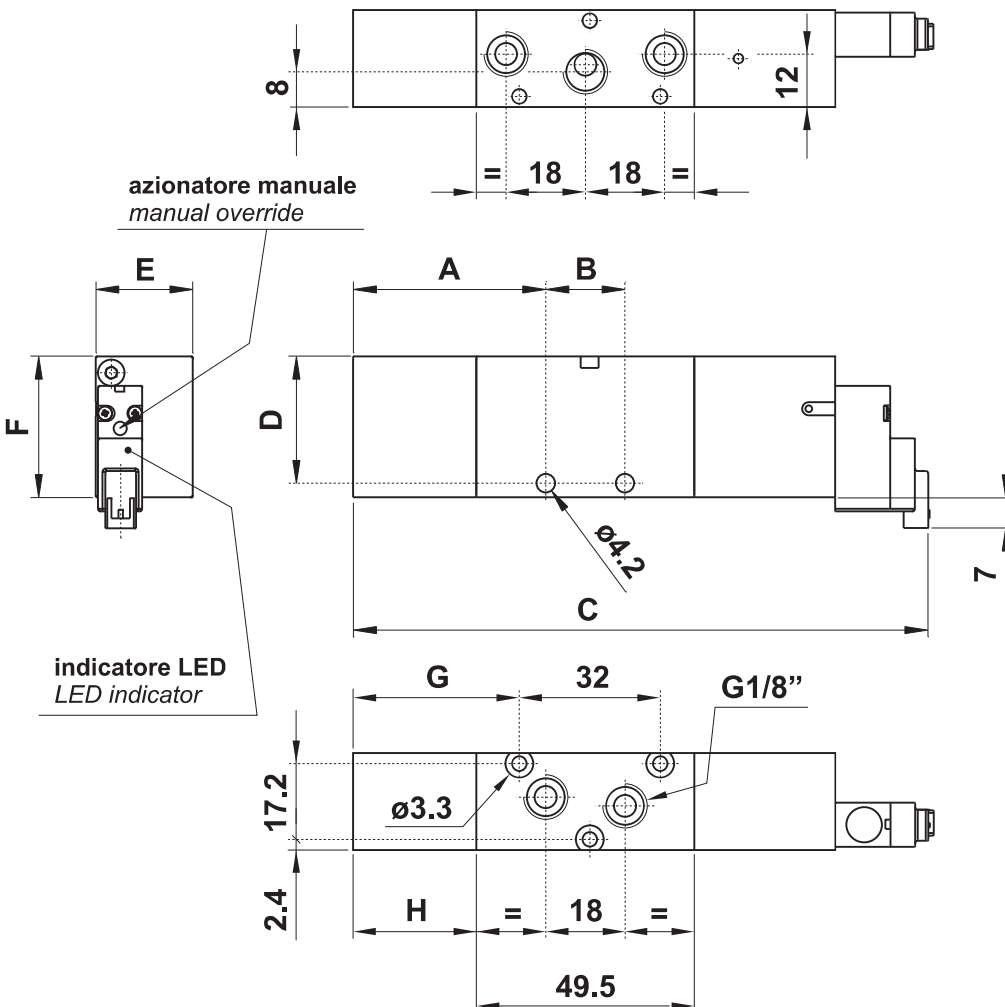 8
12
= 18 18 =
azionatore manuale
manual override
E
A
B
F
D
ø4.2
7
C
indicatore LED
LED indicator
G
32
G1/8”
17.2
ø3.3
2.4
H
= 18 =
49.5